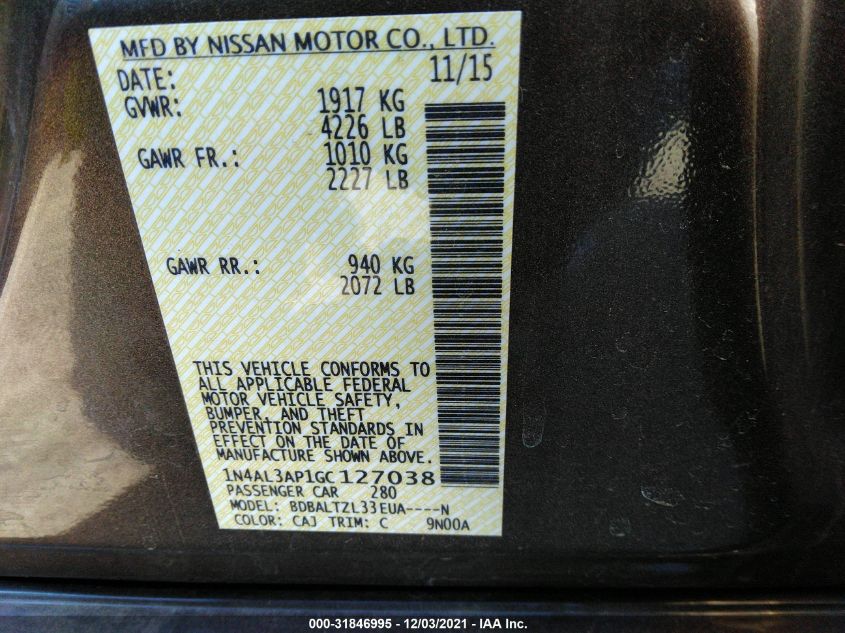 MFD BY NISSAN MOTOR CO., LTD.
DATE: 11/15
GVWR: 1917 KG
4226 LB
GAWR FR.: 1010 KG
2227 LB
GAWR RR.: 940 KG
2072 LB
THIS VEHICLE CONFORMS TO
ALL APPLICABLE FEDERAL
MOTOR VEHICLE SAFETY,
BUMPER, AND THEFT
PREVENTION STANDARDS IN
EFFECT ON THE DATE OF
MANUFACTURE SHOWN ABOVE.
1N4AL3AP1GC127038
PASSENGER CAR 280
MODEL: BDBALTZL33EUA----N
COLOR: CAJ TRIM: C 9N00A
000-31846995 - 12/03/2021 - IAA Inc.